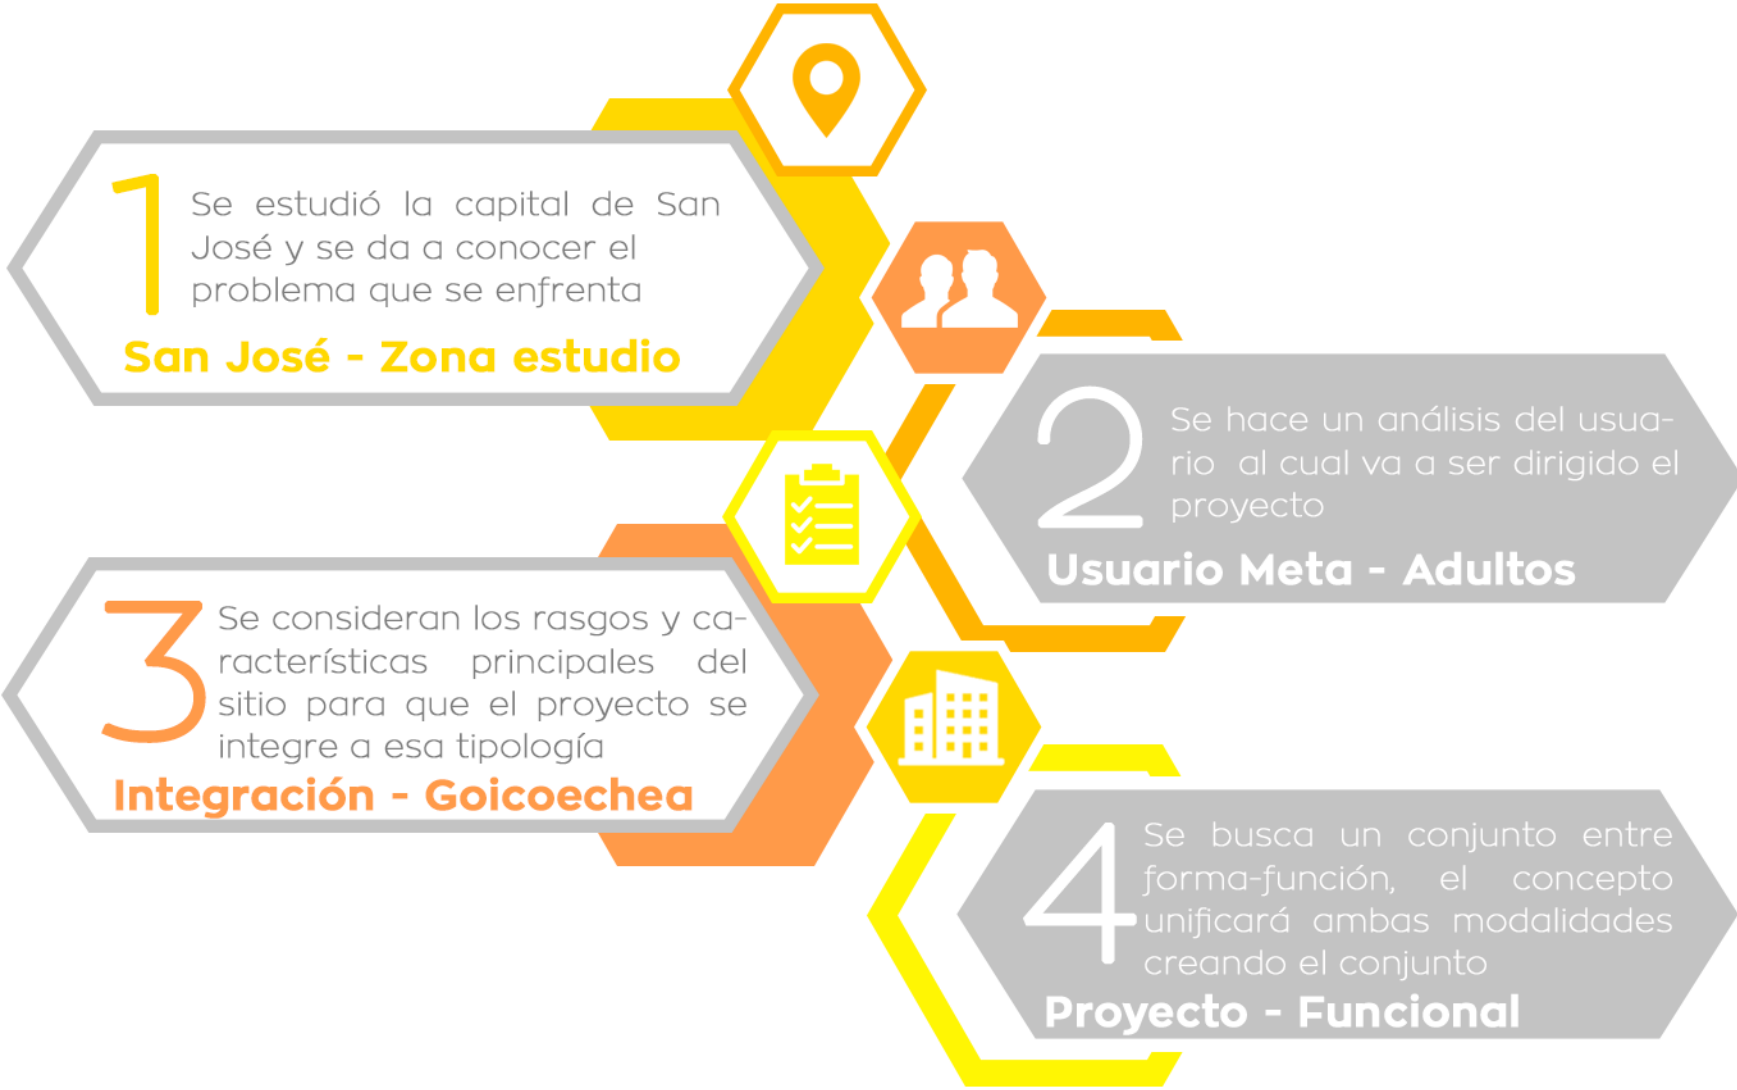 1
Se estudió la capital de San
José y se da a conocer el
problema que se enfrenta
San José - Zona estudio
2
Se hace un análisis del usua-
rio al cual va a ser dirigido el
proyecto
Usuario Meta - Adultos
3
Se consideran los rasgos y ca-
racterísticas principales del
sitio para que el proyecto se
integre a esa tipología
Integración - Goicoechea
4
Se busca un conjunto entre
forma-función, el concepto
unificará ambas modalidades
creando el conjunto
Proyecto - Funcional